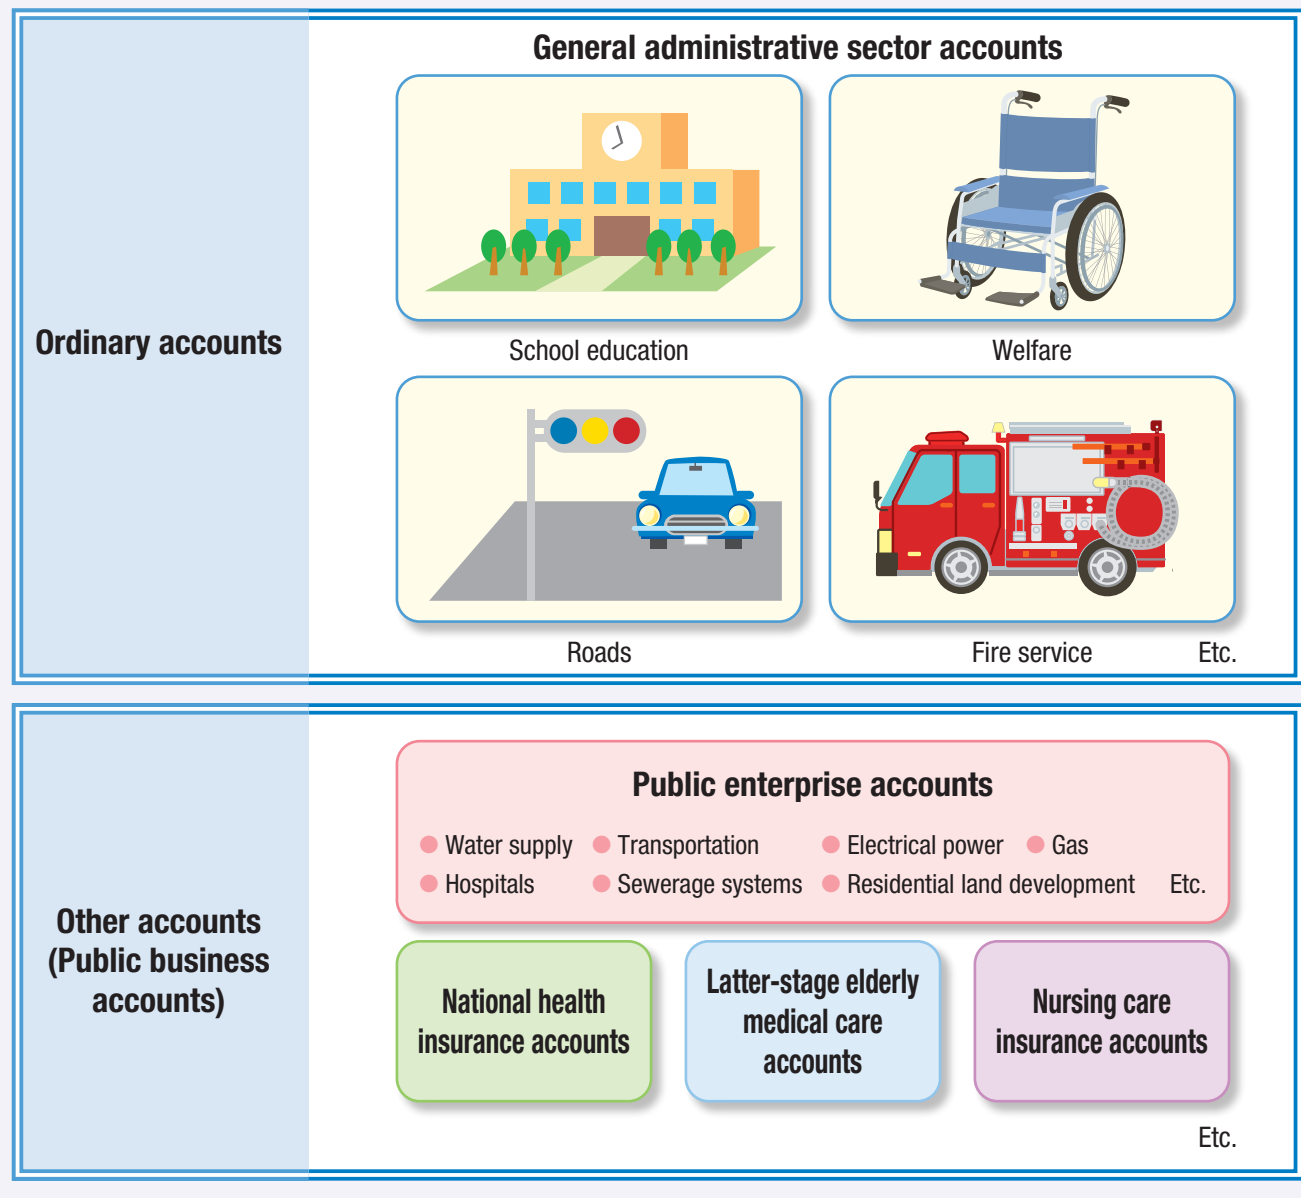 General administrative sector accounts
Ordinary accounts
School education
Welfare
Roads
Fire service
Etc.
Other accounts
(Public business
accounts)
Public enterprise accounts
Water supply
Transportation
Electrical power
Gas
Hospitals
Sewerage systems
Residential land development
Etc.
National health
insurance accounts
Latter-stage elderly
medical care
accounts
Nursing care
insurance accounts
Etc.